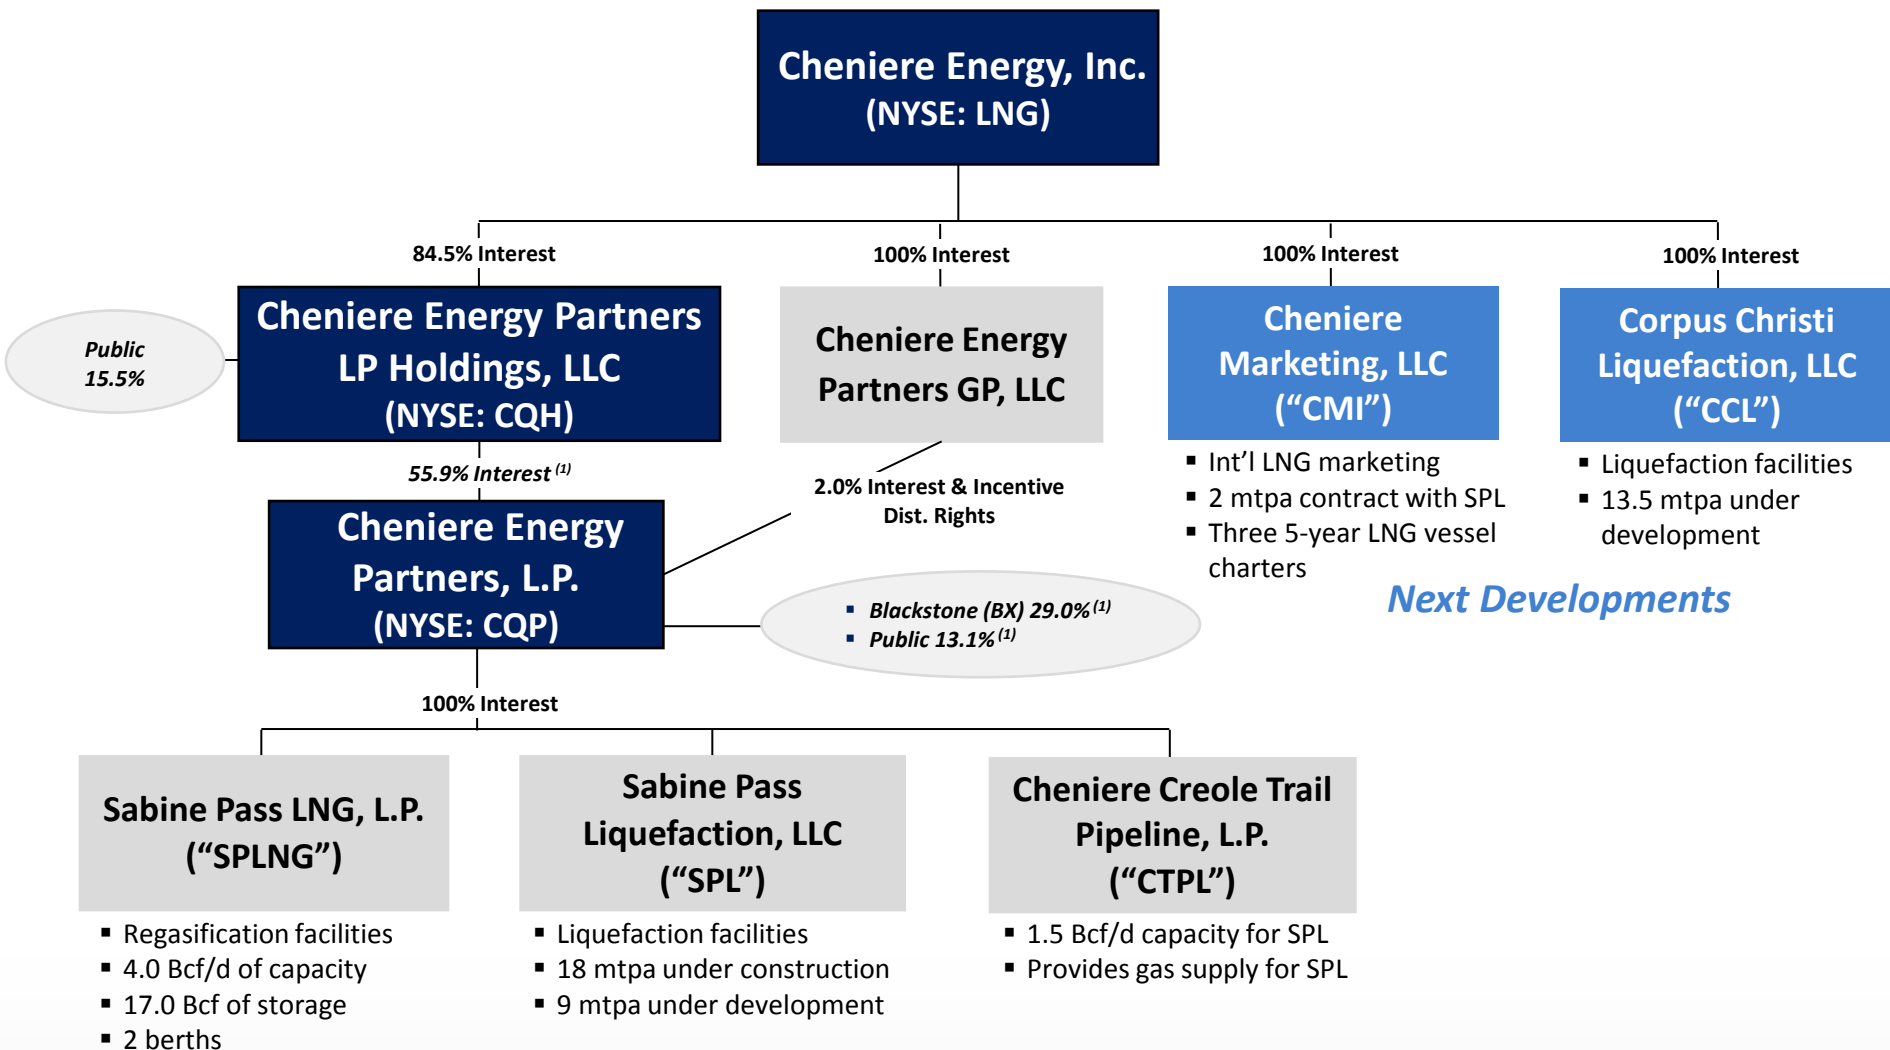 Cheniere Energy, Inc.
(NYSE: LNG)
84.5% Interest
100% Interest
100% Interest
100% Interest
Public
15.5%
Cheniere Energy Partners
LP Holdings, LLC
(NYSE: CQH)
Cheniere Energy
Partners GP, LLC
Cheniere
Marketing, LLC
(“CMI”)
Corpus Christi
Liquefaction, LLC
(“CCL”)
55.9% Interest (1)
2.0% Interest & Incentive
Dist. Rights
▪ Int’l LNG marketing
▪ 2 mtpa contract with SPL
▪ Three 5-year LNG vessel
charters
▪ Liquefaction facilities
▪ 13.5 mtpa under
development
Next Developments
Cheniere Energy
Partners, L.P.
(NYSE: CQP)
▪ Blackstone (BX) 29.0% (1)
▪ Public 13.1% (1)
100% Interest
Sabine Pass LNG, L.P.
(“SPLNG”)
Sabine Pass
Liquefaction, LLC
(“SPL”)
Cheniere Creole Trail
Pipeline, L.P.
(“CTPL”)
▪ Regasification facilities
▪ 4.0 Bcf/d of capacity
▪ 17.0 Bcf of storage
▪ 2 berths
▪ Liquefaction facilities
▪ 18 mtpa under construction
▪ 9 mtpa under development
▪ 1.5 Bcf/d capacity for SPL
▪ Provides gas supply for SPL